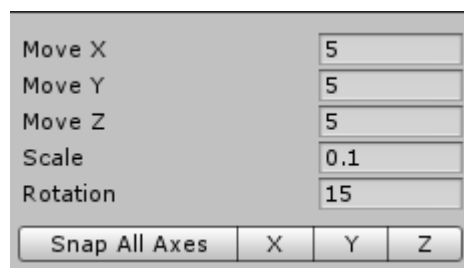 Move X 5
Move Y 5
Move Z 5
Scale 0.1
Rotation 15
Snap All Axes X Y Z